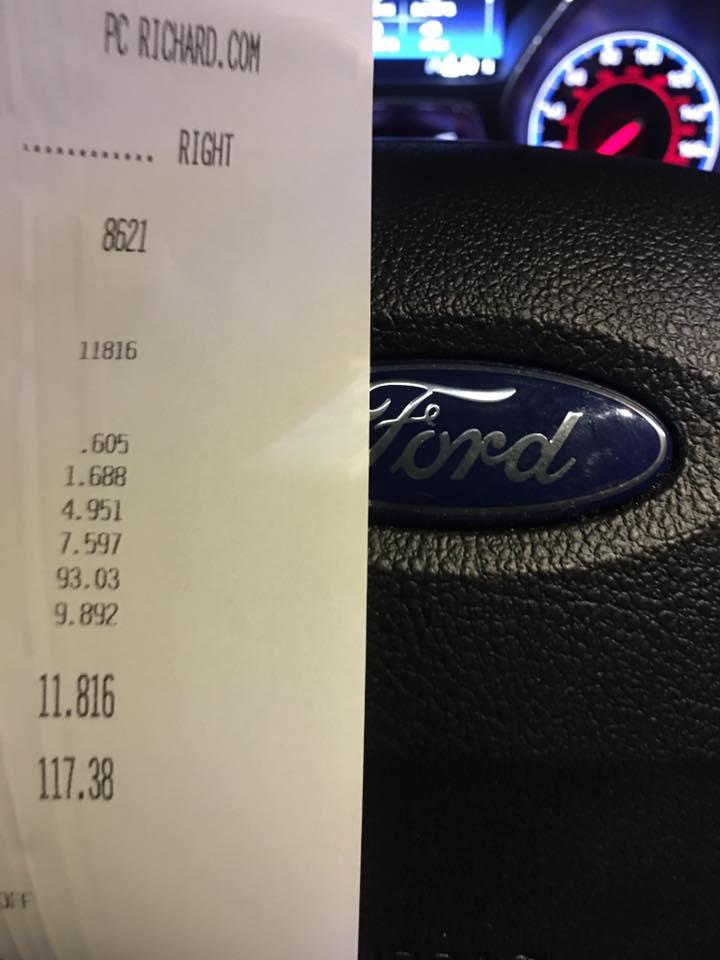 PC RICHARD.COM
............ RIGHT
8621
11816
.605
1.688
4.951
7.597
93.03
9.892
11.816
117.38
OFF
Ford